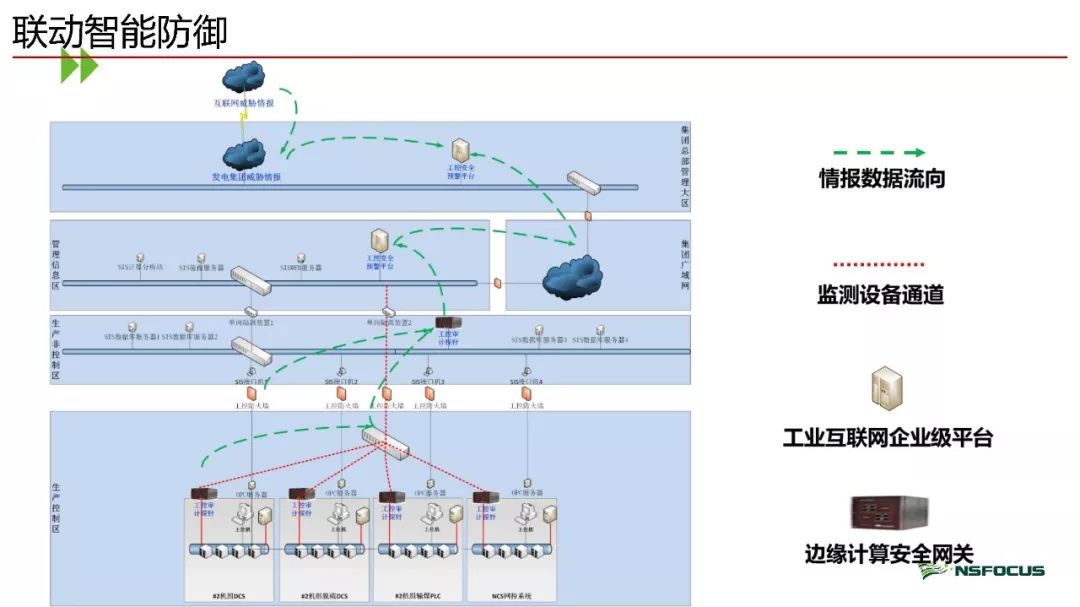 联动智能防御
互联网威胁情报
集团总部管理大区
发电集团威胁情报
工控安全
预警平台
情报数据流向
管理信息区
SIS计算分析站
SIS镜像服务器
SISWEB服务器
工控安全
预警平台
集团广域网
监测设备通道
单向隔离装置1
单向隔离装置2
生产非控制区
SIS数据库服务器1
SIS数据库服务器2
工控审
计探针
SIS数据库服务器3
SIS数据库服务器4
SIS接口机1
SIS接口机2
SIS接口机3
SIS接口机4
工控防火墙
工控防火墙
工控防火墙
工控防火墙
工控防火墙
工业互联网企业级平台
生产控制区
工控审
计探针
OPC服务器
上位机
工控审
计探针
OPC服务器
上位机
工控审
计探针
OPC服务器
上位机
工控审
计探针
OPC服务器
上位机
边缘计算安全网关
NSFOCUS
#2机组DCS
#2机组脱硫DCS
#2机组输煤PLC
NCS网控系统